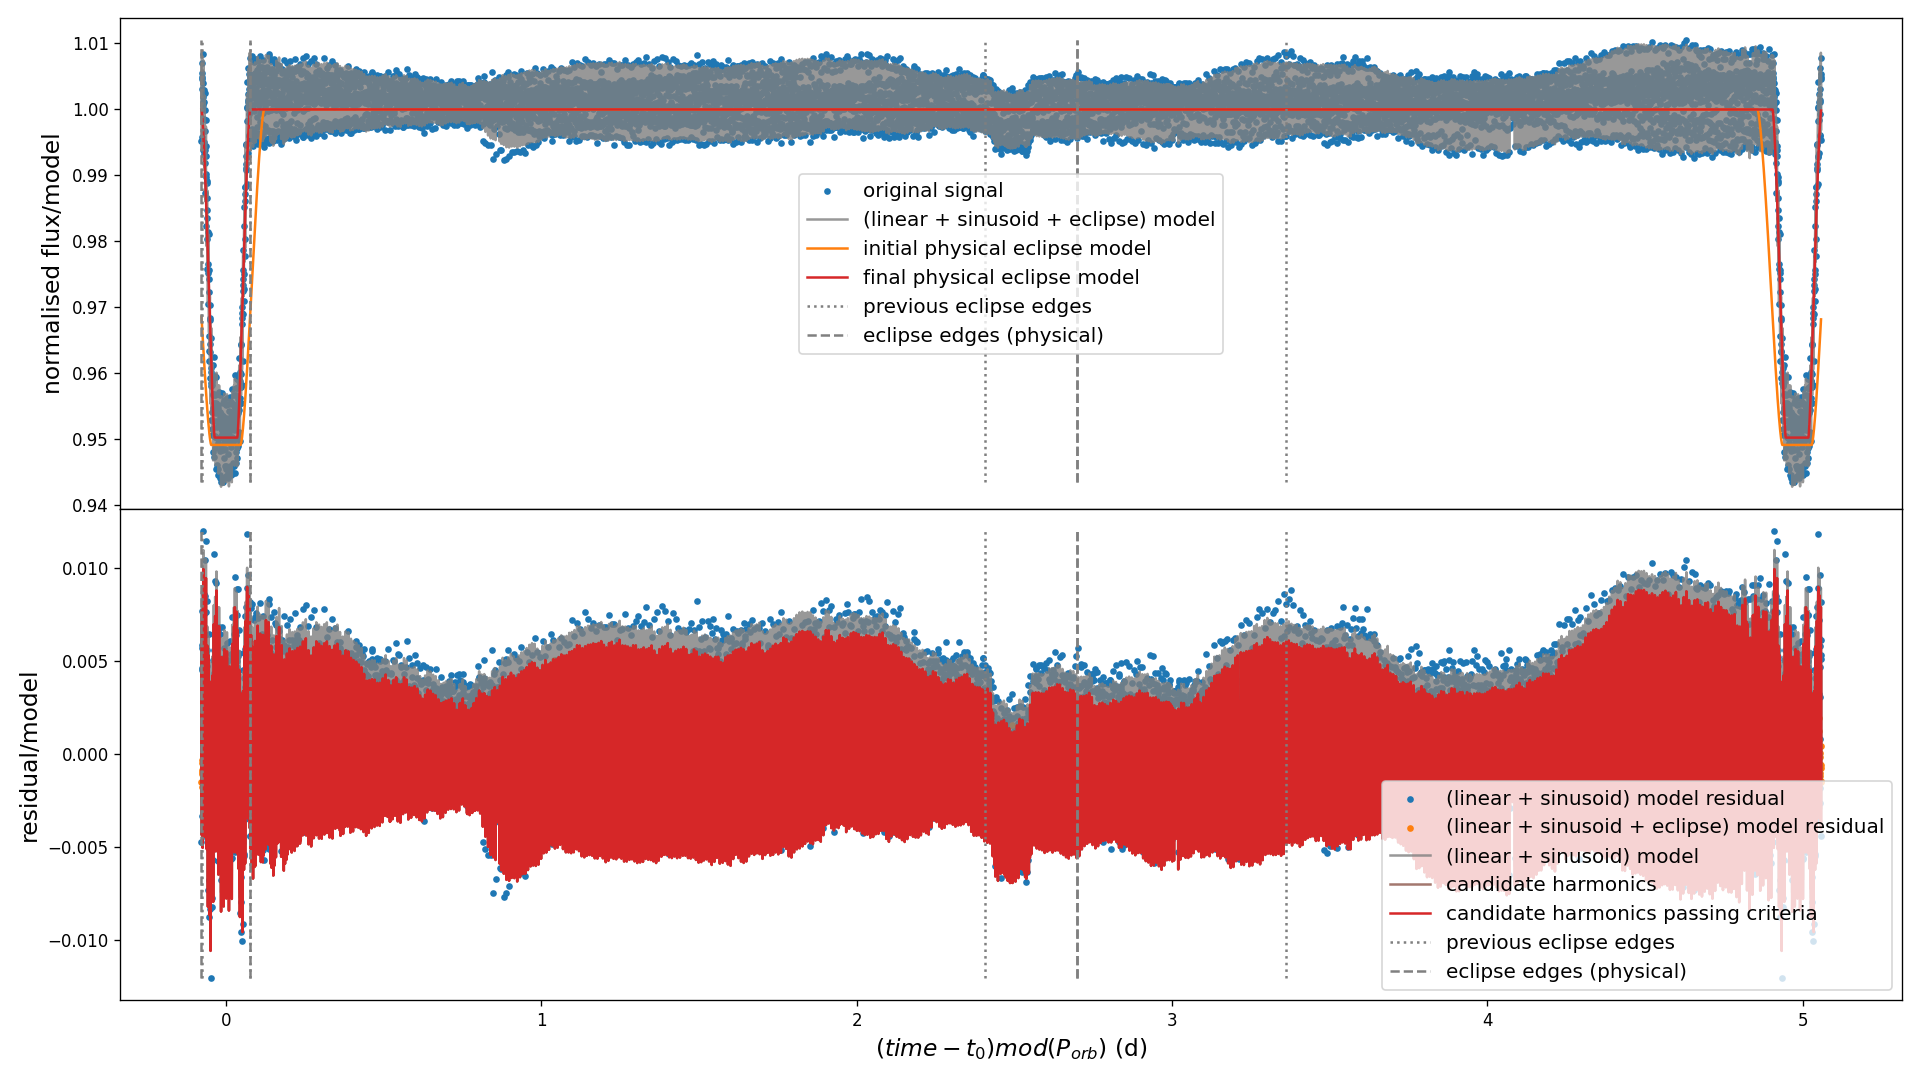 1.01
1.00
0.99
0.98
0.97
0.96
0.95
0.94
normalised flux/model
original signal
(linear + sinusoid + eclipse) model
initial physical eclipse model
final physical eclipse model
previous eclipse edges
eclipse edges (physical)
0.010
0.005
0.000
−0.005
−0.010
residual/model
(linear + sinusoid) model residual
(linear + sinusoid + eclipse) model residual
(linear + sinusoid) model
candidate harmonics
candidate harmonics passing criteria
previous eclipse edges
eclipse edges (physical)
0 1 2 3 4 5
(time − t₀)mod(Pₒᵣb) (d)